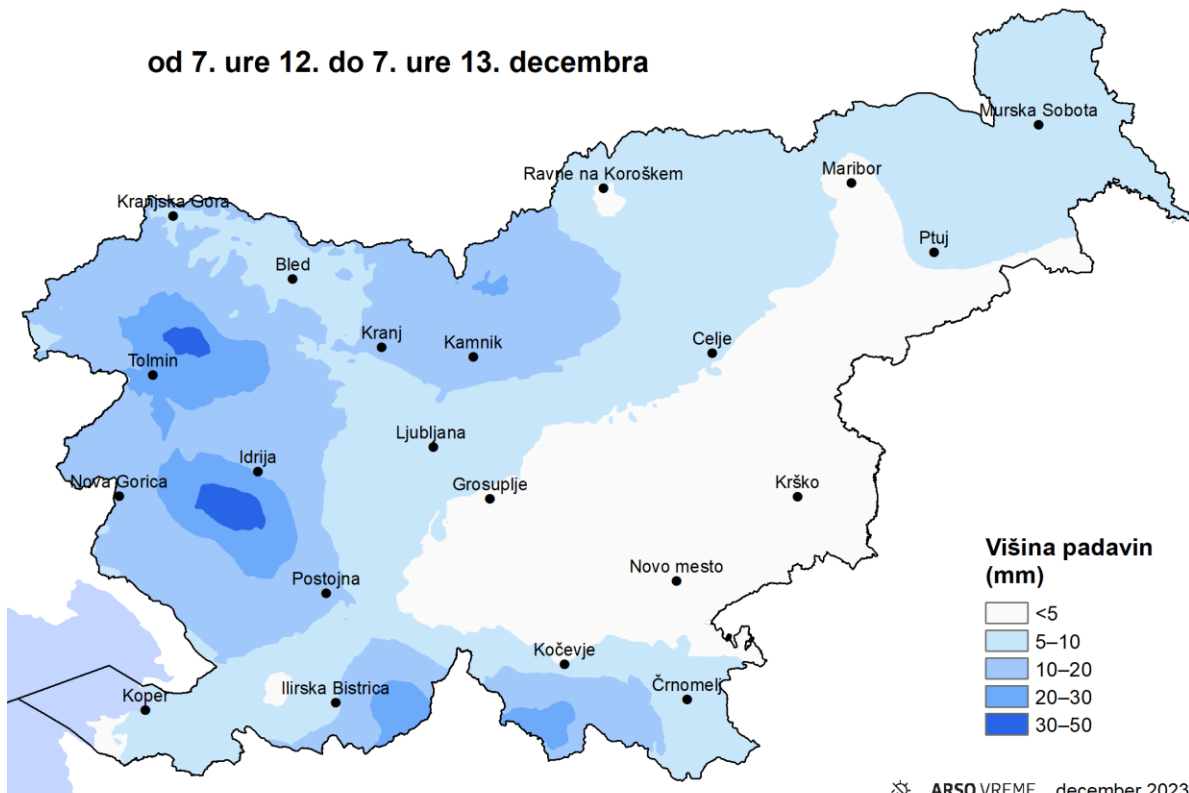 od 7. ure 12. do 7. ure 13. decembra
Murska Sobota
Ravne na Koroškem
Maribor
Kranjska Gora
Ptuj
Bled
Kranj
Kamnik
Celje
Tolmin
Ljubljana
Idrija
Nova Gorica
Grosuplje
Krško
Višina padavin
(mm)
Novo mesto
Postojna
<5
5–10
Kočevje
10–20
Črnomelj
Ilirska Bistrica
Koper
20–30
30–50
ARSO VREME december 2023